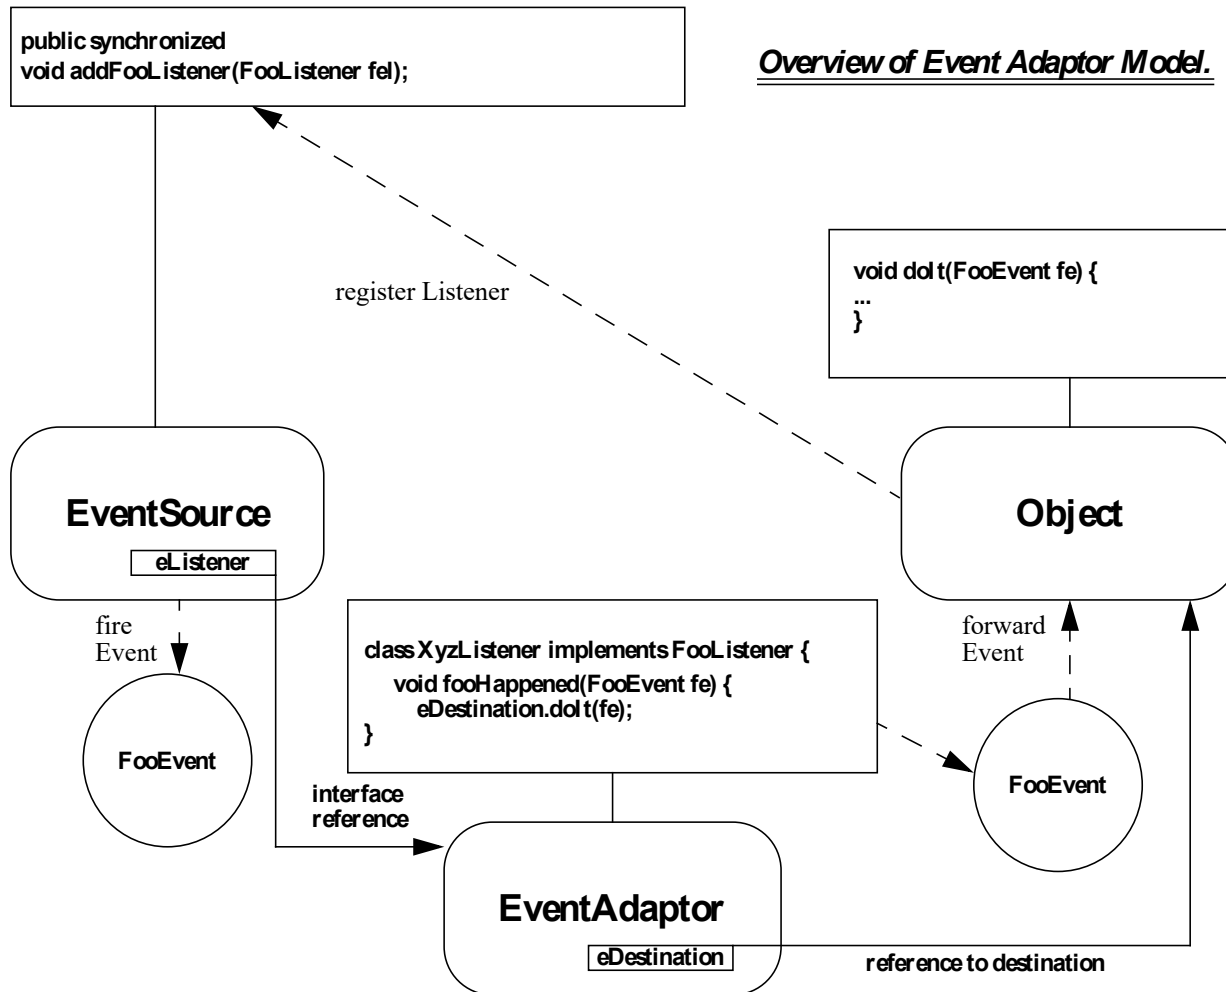 public synchronized
void addFooListener(FooListener fel);
Overview of Event Adaptor Model.
register Listener
void doIt(FooEvent fe) {
...
}
EventSource
eListener
Object
fire
Event
class XyzListener implements FooListener {
void fooHappened(FooEvent fe) {
eDestination.doIt(fe);
}
forward
Event
FooEvent
FooEvent
interface
reference
EventAdaptor
eDestination
reference to destination